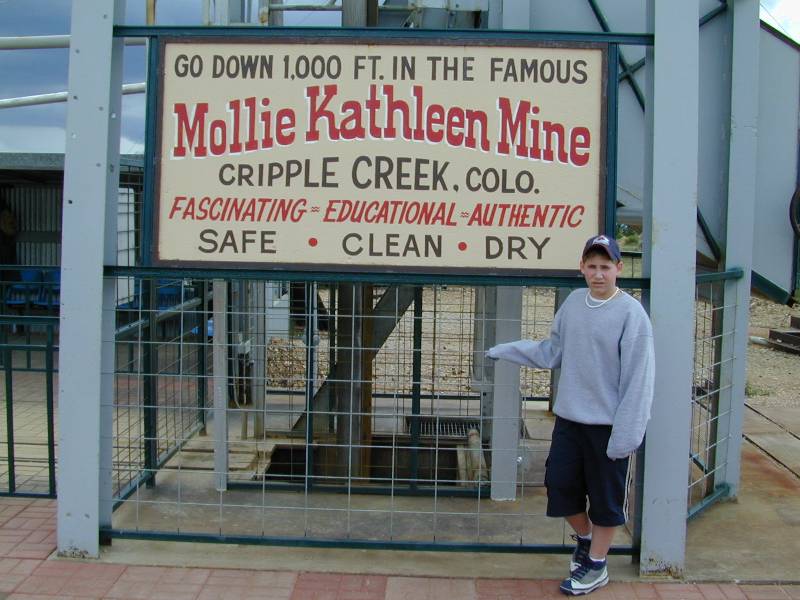 GO DOWN 1,000 FT. IN THE FAMOUS
Mollie Kathleen Mine
CRIPPLE CREEK, COLO.
FASCINATING ≈ EDUCATIONAL ≈ AUTHENTIC
SAFE • CLEAN • DRY